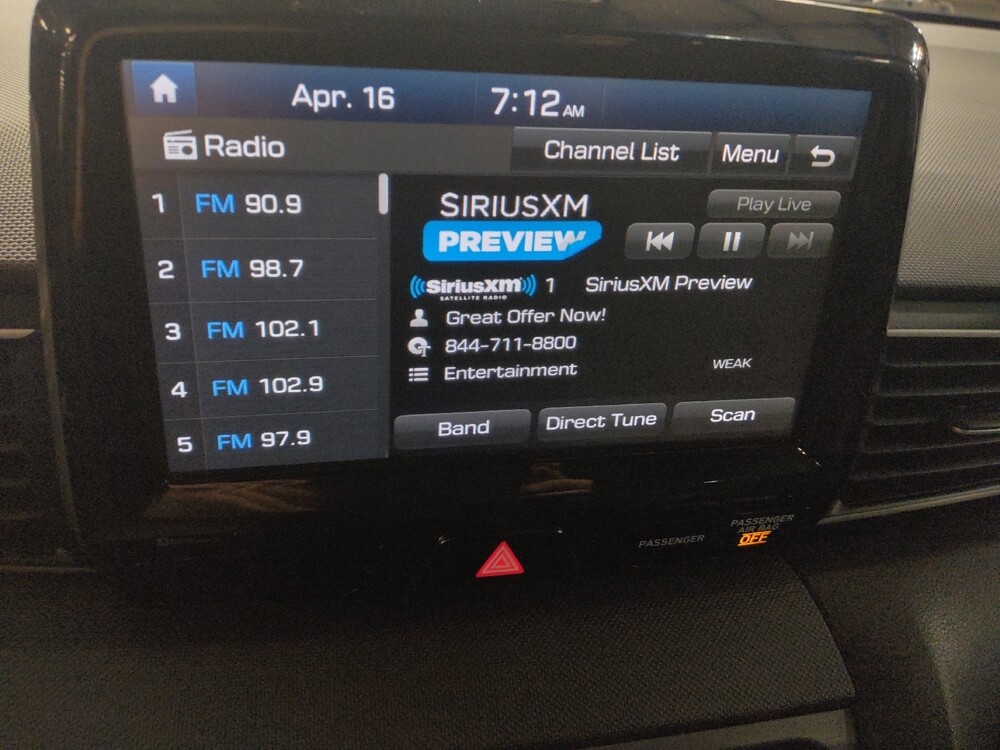 Apr. 16 7:12 AM
Radio Channel List Menu
1 FM 90.9
2 FM 98.7
3 FM 102.1
4 FM 102.9
5 FM 97.9
SIRIUSXM
PREVIEW
Play Live
((SiriusXM)) 1 SiriusXM Preview
SATELLITE RADIO
Great Offer Now!
844-711-8800
Entertainment
WEAK
Band Direct Tune Scan
PASSENGER
PASSENGER
AIR BAG
OFF